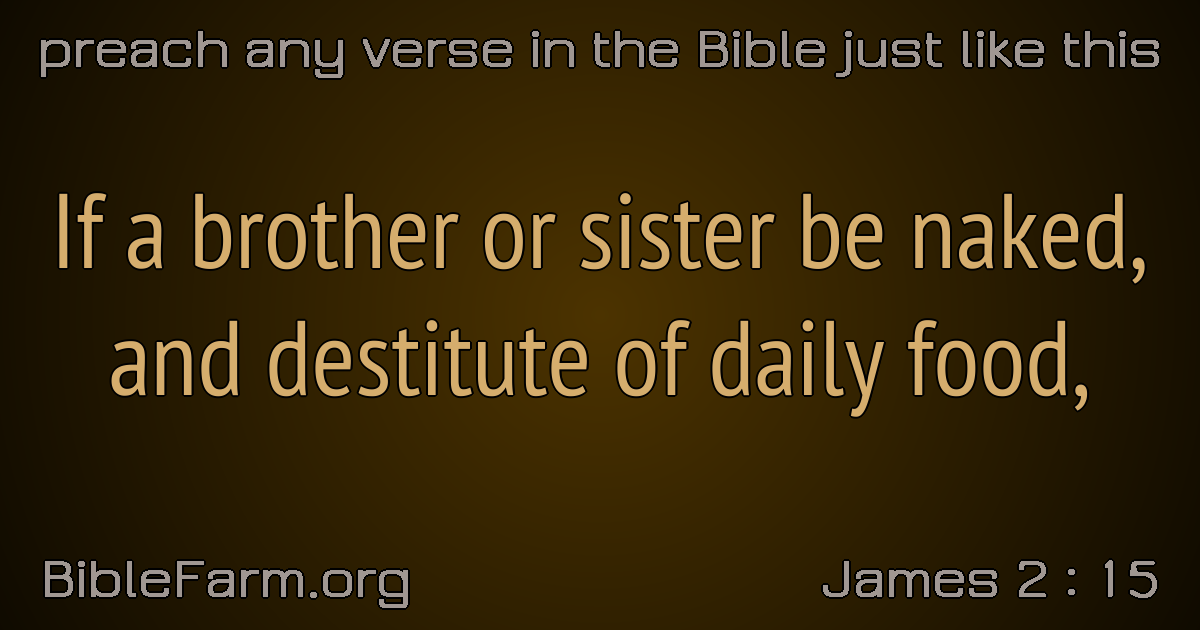 preach any verse in the Bible just like this
If a brother or sister be naked,
and destitute of daily food,
BibleFarm.org
James 2 : 15